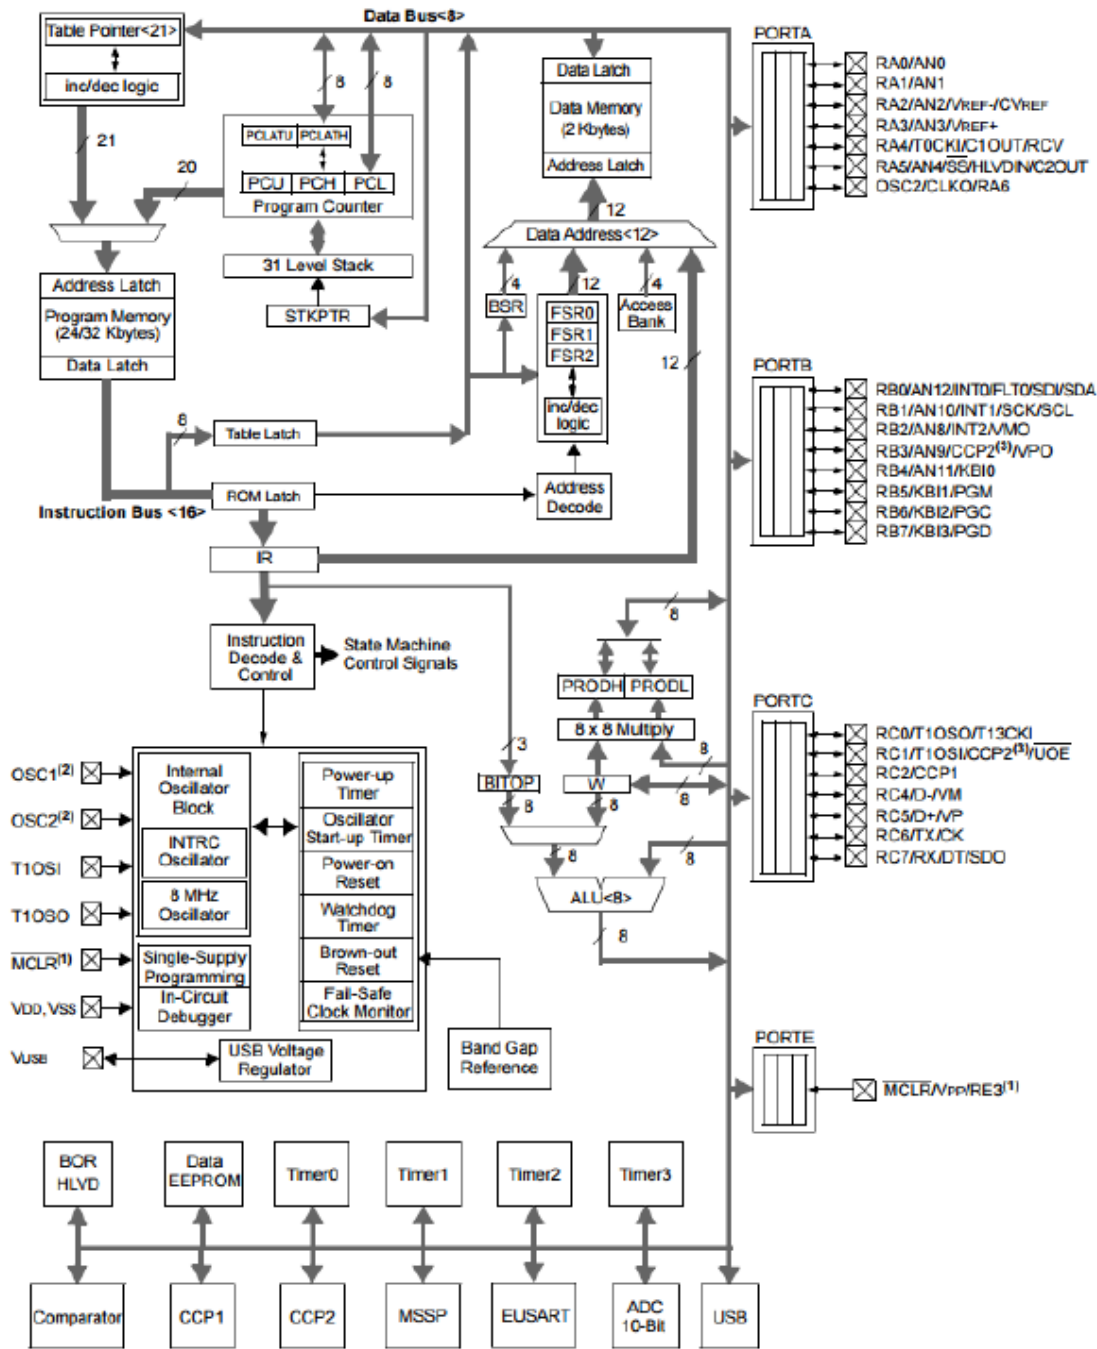 Data Bus<8>
Table Pointer<21>
inc/dec logic
21
20
8
8
PCLATU PCLATH
PCU PCH PCL
Program Counter
31 Level Stack
STKPTR
Address Latch
Program Memory
(24/32 Kbytes)
Data Latch
8
Table Latch
ROM Latch
Instruction Bus <16>
IR
Data Latch
Data Memory
(2 Kbytes)
Address Latch
12
Data Address<12>
4
12
4
BSR
FSR0
FSR1
FSR2
Access
Bank
12
inc/dec
logic
Address
Decode
Instruction
Decode &
Control
State Machine
Control Signals
8
PRODH PRODL
8 x 8 Multiply
3
8
BITOP
W
8
8
8
8
8
ALU<8>
8
OSC1(2)
OSC2(2)
T1OSI
T1OSO
MCLR(1)
VDD, VSS
VUSB
Internal
Oscillator
Block
INTRC
Oscillator
8 MHz
Oscillator
Single-Supply
Programming
In-Circuit
Debugger
Power-up
Timer
Oscillator
Start-up Timer
Power-on
Reset
Watchdog
Timer
Brown-out
Reset
Fail-Safe
Clock Monitor
USB Voltage
Regulator
Band Gap
Reference
PORTA
RA0/AN0
RA1/AN1
RA2/AN2/VREF-/CVREF
RA3/AN3/VREF+
RA4/T0CKI/C1OUT/RCV
RA5/AN4/SS/HLVDIN/C2OUT
OSC2/CLKO/RA6
PORTB
RB0/AN12/INT0/FLT0/SDI/SDA
RB1/AN10/INT1/SCK/SCL
RB2/AN8/INT2/VMO
RB3/AN9/CCP2(3)/VPO
RB4/AN11/KBI0
RB5/KBI1/PGM
RB6/KBI2/PGC
RB7/KBI3/PGD
PORTC
RC0/T1OSO/T13CKI
RC1/T1OSI/CCP2(3)/UOE
RC2/CCP1
RC4/D-/VM
RC5/D+/VP
RC6/TX/CK
RC7/RX/DT/SDO
PORTE
MCLR/VPP/RE3(1)
BOR
HLVD
Data
EEPROM
Timer0
Timer1
Timer2
Timer3
Comparator
CCP1
CCP2
MSSP
EUSART
ADC
10-Bit
USB